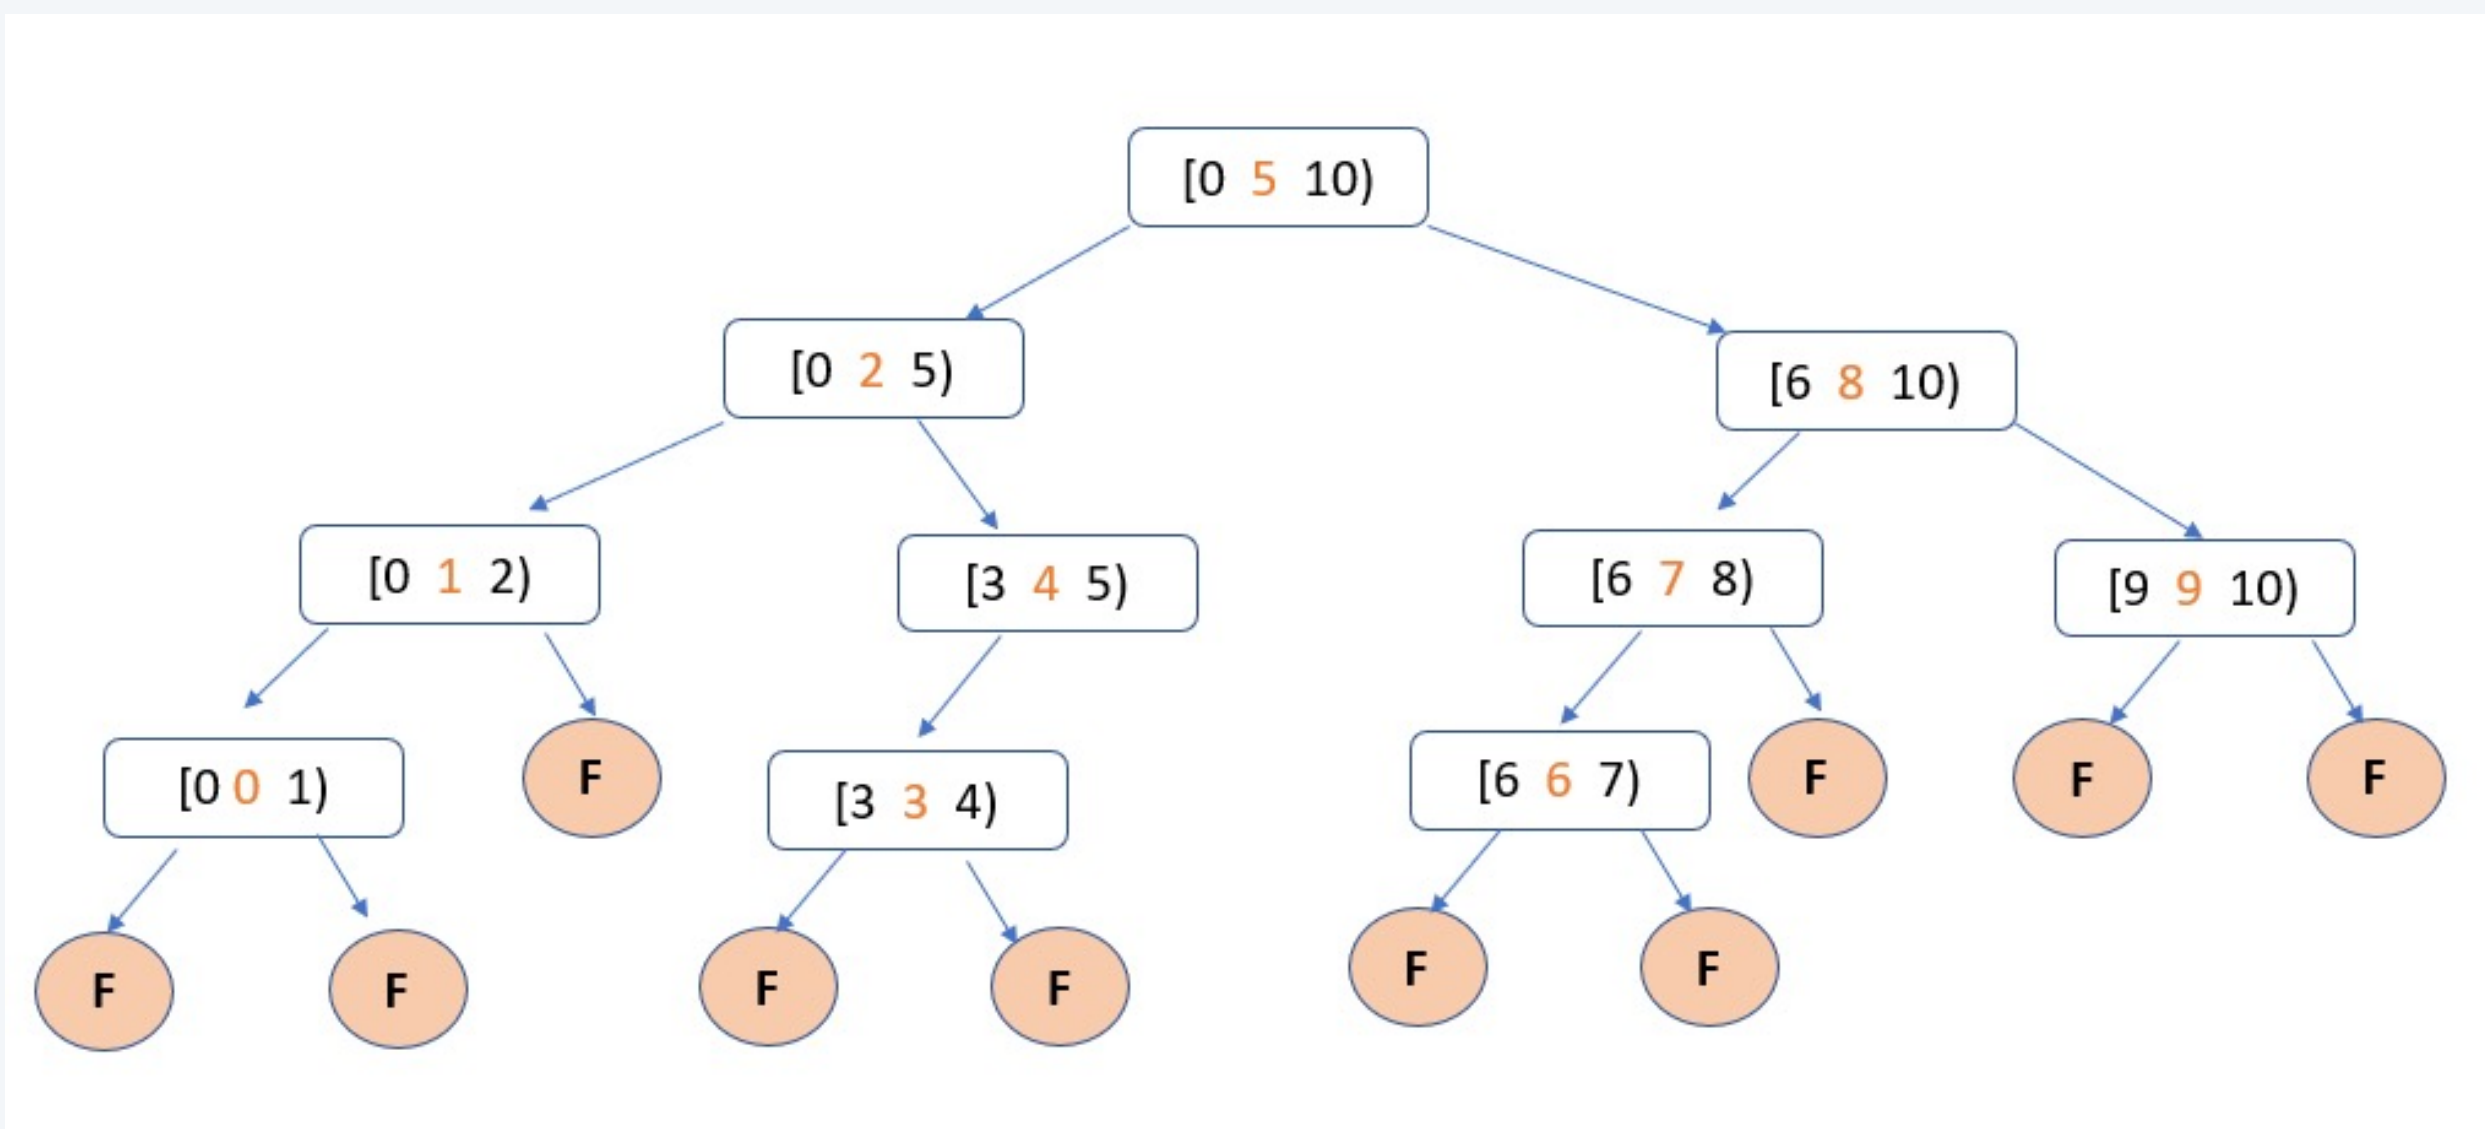 [0 5 10)
[0 2 5)
[6 8 10)
[0 1 2)
[3 4 5)
[6 7 8)
[9 9 10)
[0 0 1)
F
[3 3 4)
[6 6 7)
F
F
F
F
F
F
F
F
F